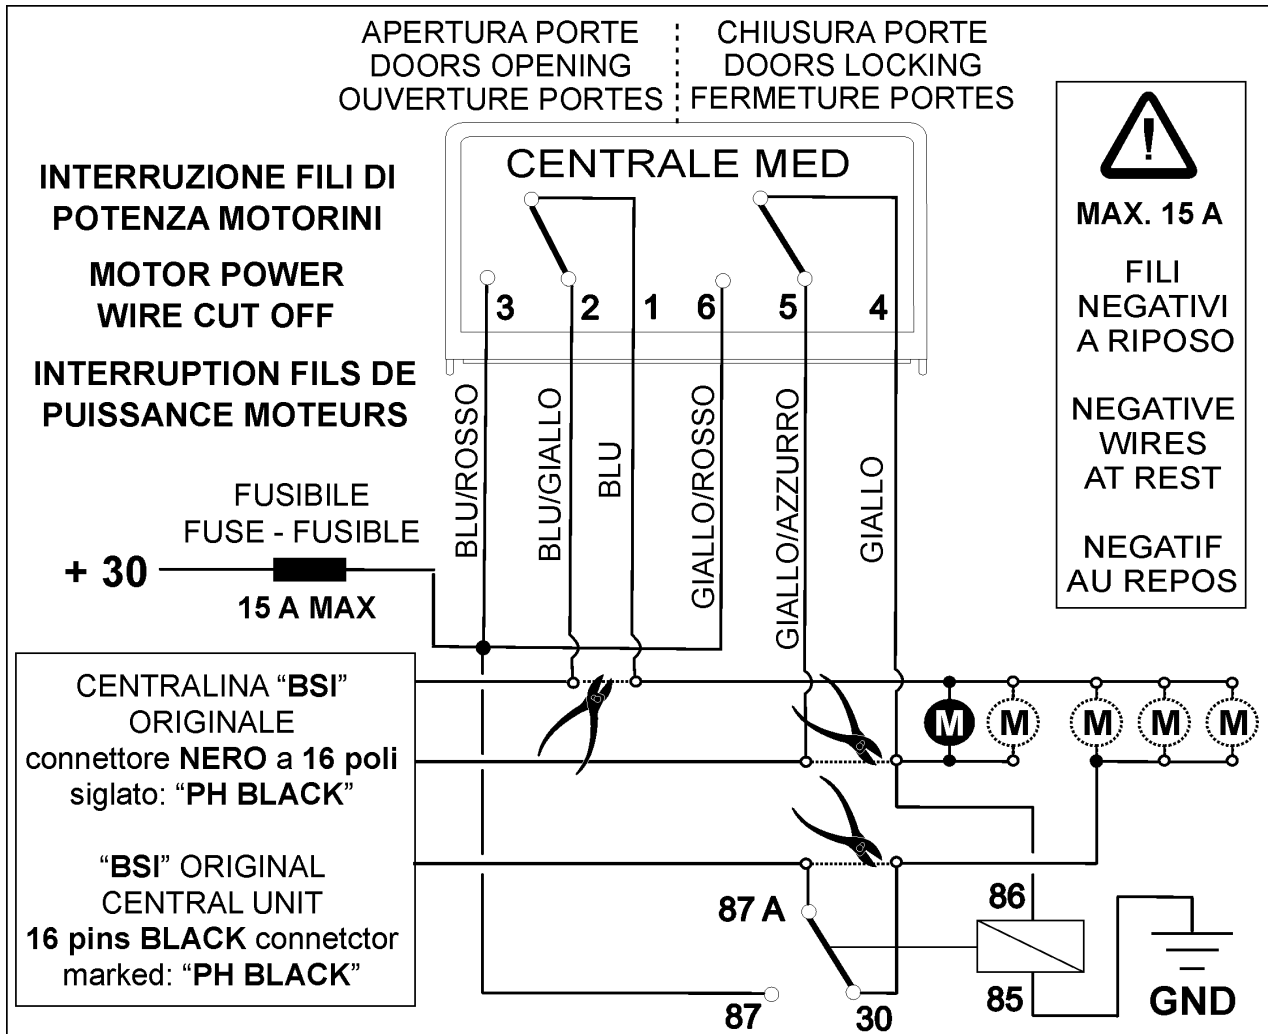 APERTURA PORTE
DOORS OPENING
OUVERTURE PORTES
CHIUSURA PORTE
DOORS LOCKING
FERMETURE PORTES
CENTRALE MED
INTERRUZIONE FILI DI
POTENZA MOTORINI
MOTOR POWER
WIRE CUT OFF
INTERRUPTION FILS DE
PUISSANCE MOTEURS
!
MAX. 15 A
FILI
NEGATIVI
A RIPOSO
NEGATIVE
WIRES
AT REST
NEGATIF
AU REPOS
3 2 1 6 5 4
BLU/ROSSO
BLU/GIALLO
BLU
GIALLO/ROSSO
GIALLO/AZZURRO
GIALLO
FUSIBILE
FUSE - FUSIBLE
+ 30
15 A MAX
CENTRALINA “BSI”
ORIGINALE
connettore NERO a 16 poli
siglato: “PH BLACK”
“BSI” ORIGINAL
CENTRAL UNIT
16 pins BLACK connetctor
marked: “PH BLACK”
M M M M M
87 A
86
87
30
85
GND